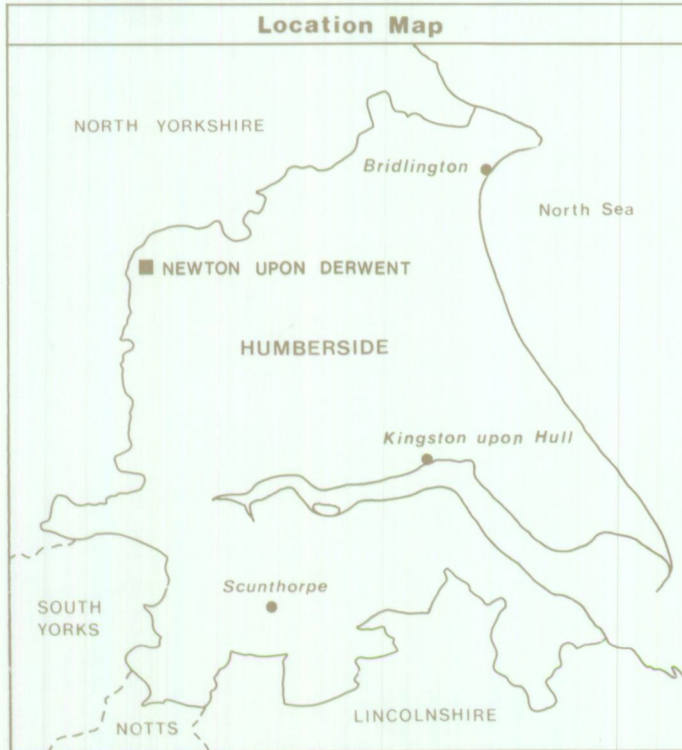 Location Map
NORTH YORKSHIRE
Bridlington
North Sea
NEWTON UPON DERWENT
HUMBERSIDE
Kingston upon Hull
Scunthorpe
SOUTH
YORKS
NOTTS
LINCOLNSHIRE